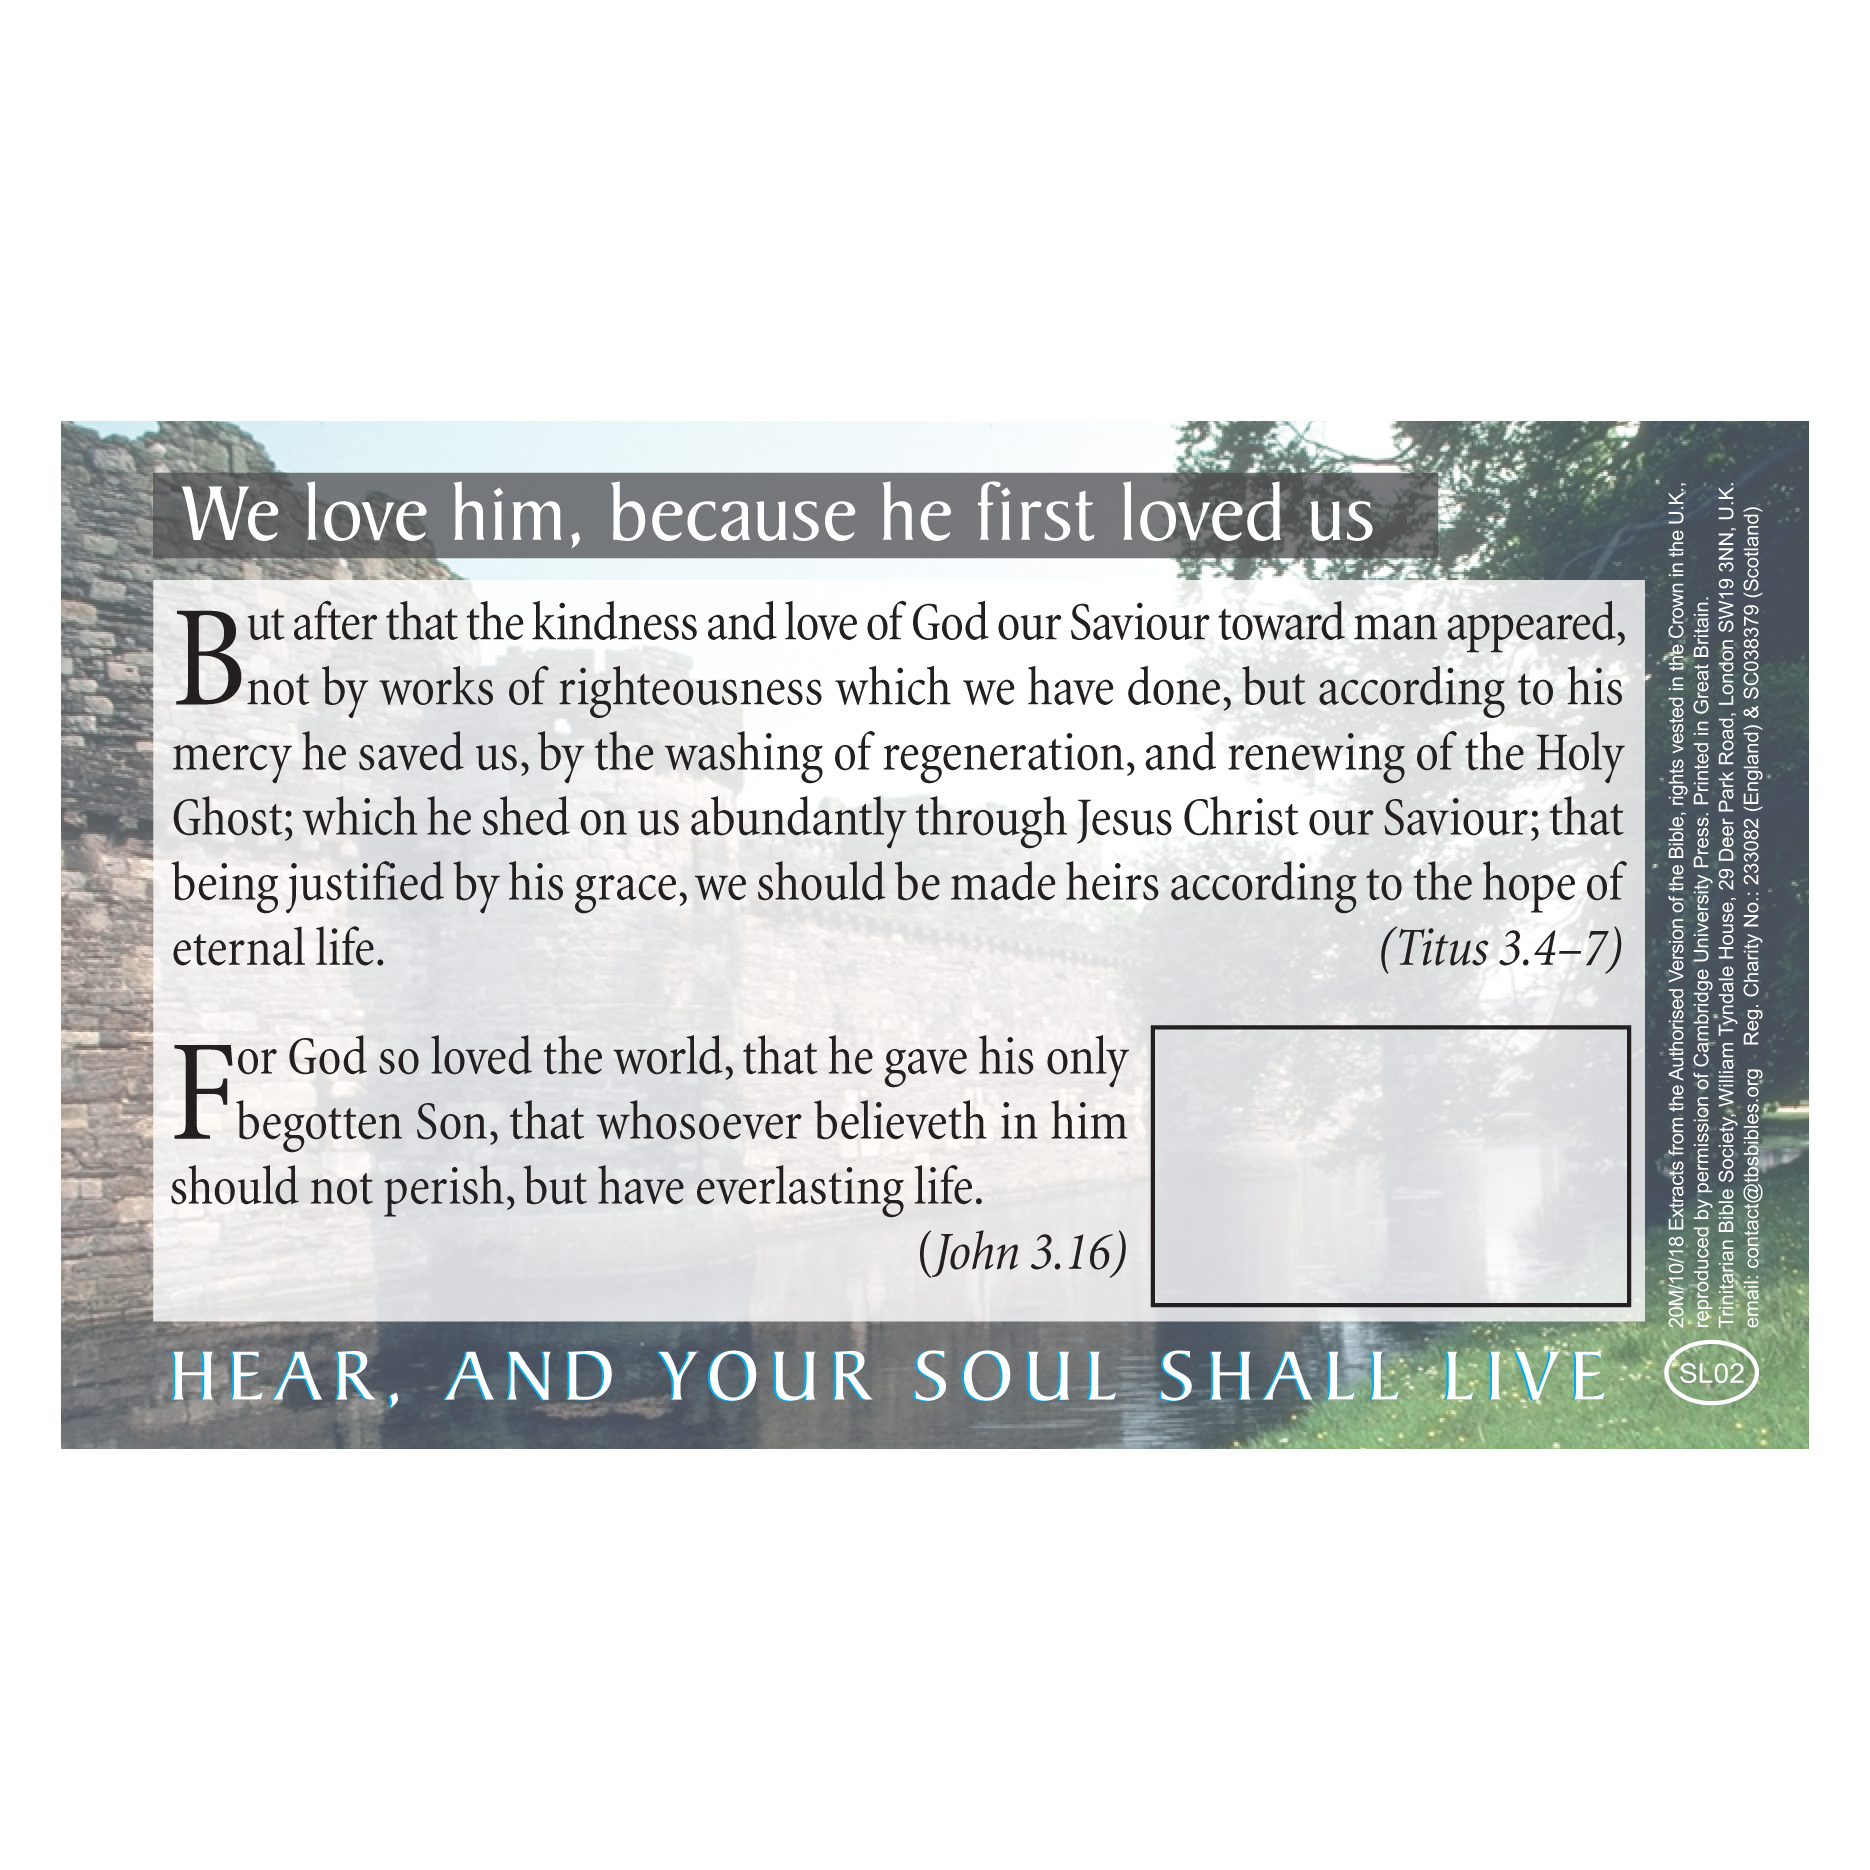 We love him, because he first loved us
But after that the kindness and love of God our Saviour toward man appeared,
not by works of righteousness which we have done, but according to his
mercy he saved us, by the washing of regeneration, and renewing of the Holy
Ghost; which he shed on us abundantly through Jesus Christ our Saviour; that
being justified by his grace, we should be made heirs according to the hope of
eternal life. (Titus 3.4–7)
For God so loved the world, that he gave his only
begotten Son, that whosoever believeth in him
should not perish, but have everlasting life.
(John 3.16)
HEAR, AND YOUR SOUL SHALL LIVE
20M/10/18 Extracts from the Authorised Version of the Bible, rights vested in the Crown in the U.K.,
reproduced by permission of Cambridge University Press. Printed in Great Britain.
Trinitarian Bible Society, William Tyndale House, 29 Deer Park Road, London SW19 3NN, U.K.
email: contact@tbsbibles.org Reg. Charity No.: 233082 (England) & SC038379 (Scotland)
SL02